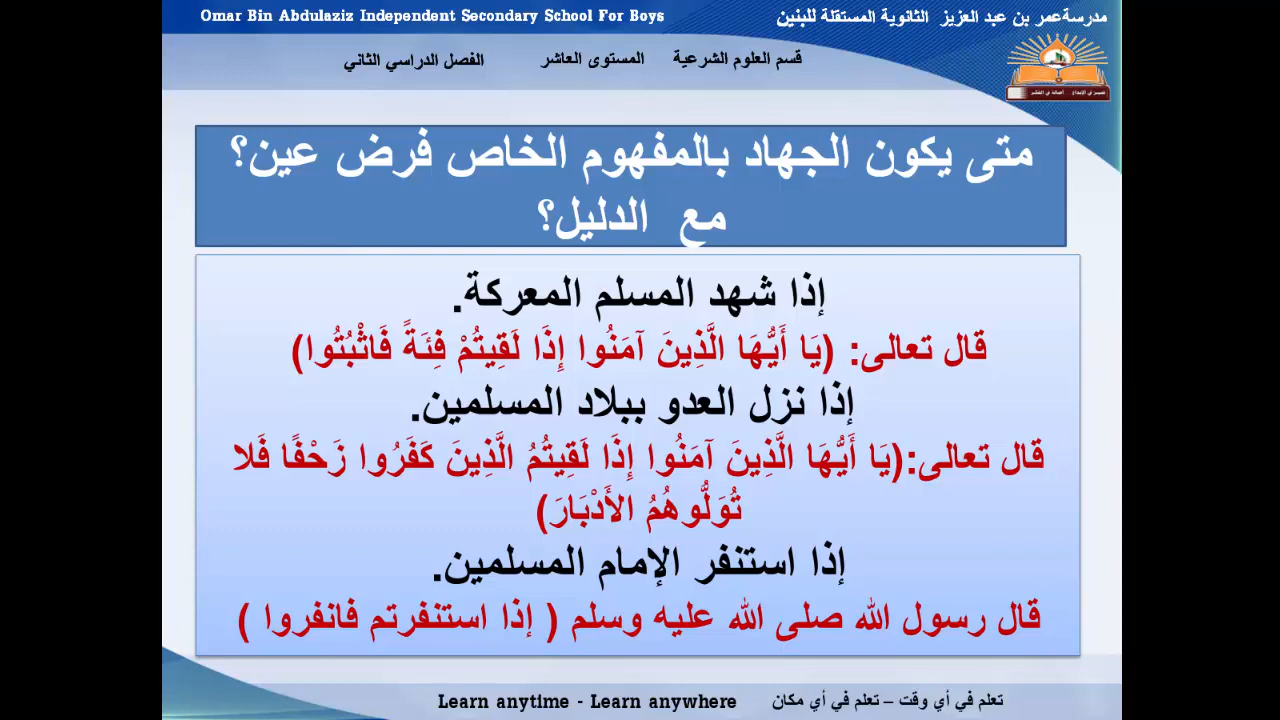 Omar Bin Abdulaziz Independent Secondary School For Boys
مدرسةعمر بن عبد العزيز الثانوية المستقلة للبنين
قسم العلوم الشرعية المستوى العاشر الفصل الدراسي الثاني
متى يكون الجهاد بالمفهوم الخاص فرض عين؟
مع الدليل؟
إذا شهد المسلم المعركة.
قال تعالى: (يَا أَيُّهَا الَّذِينَ آمَنُوا إِذَا لَقِيتُمْ فِئَةً فَاثْبُتُوا)
إذا نزل العدو ببلاد المسلمين.
قال تعالى:(يَا أَيُّهَا الَّذِينَ آمَنُوا إِذَا لَقِيتُمُ الَّذِينَ كَفَرُوا زَحْفًا فَلا
تُوَلُّوهُمُ الأَدْبَارَ)
إذا استنفر الإمام المسلمين.
قال رسول الله صلى الله عليه وسلم ( إذا استنفرتم فانفروا )
تعلم في أي وقت – تعلم في أي مكان
Learn anytime - Learn anywhere